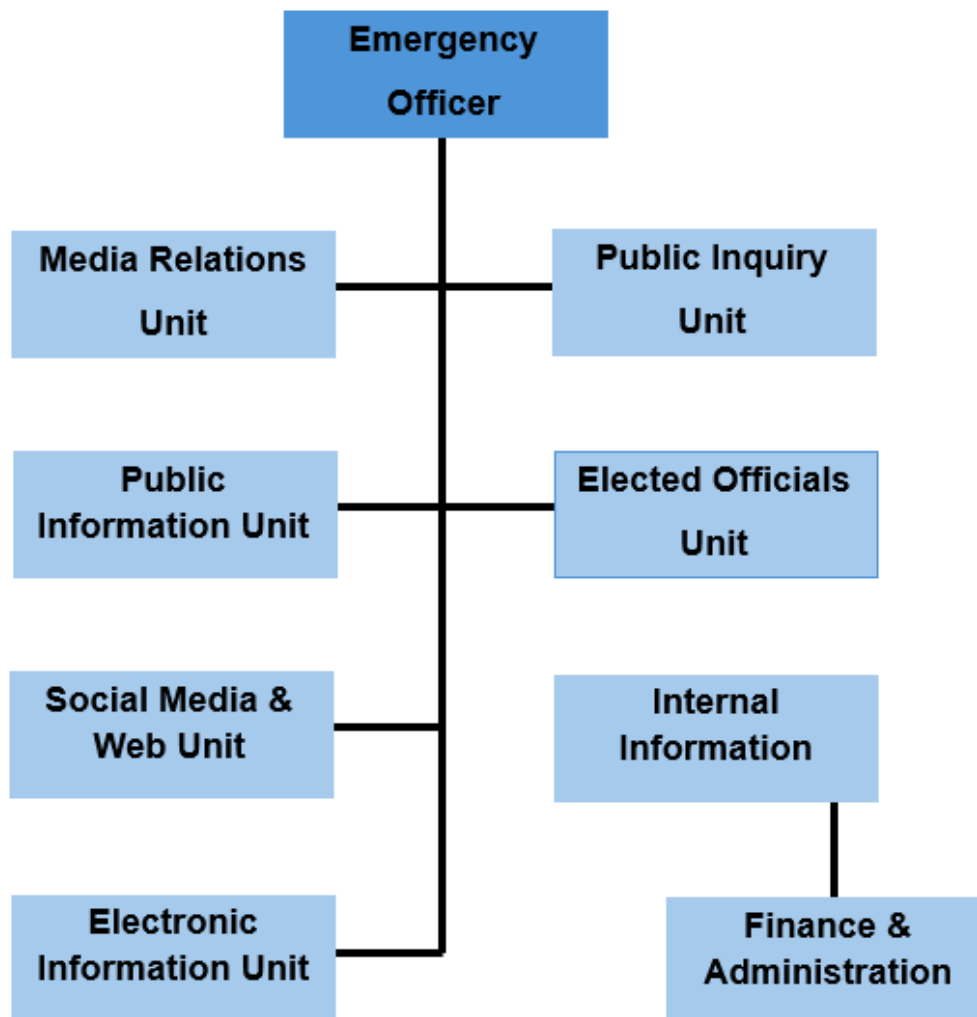 Emergency
Officer
Media Relations
Unit
Public Inquiry
Unit
Public
Information Unit
Elected Officials
Unit
Social Media &
Web Unit
Internal
Information
Electronic
Information Unit
Finance &
Administration